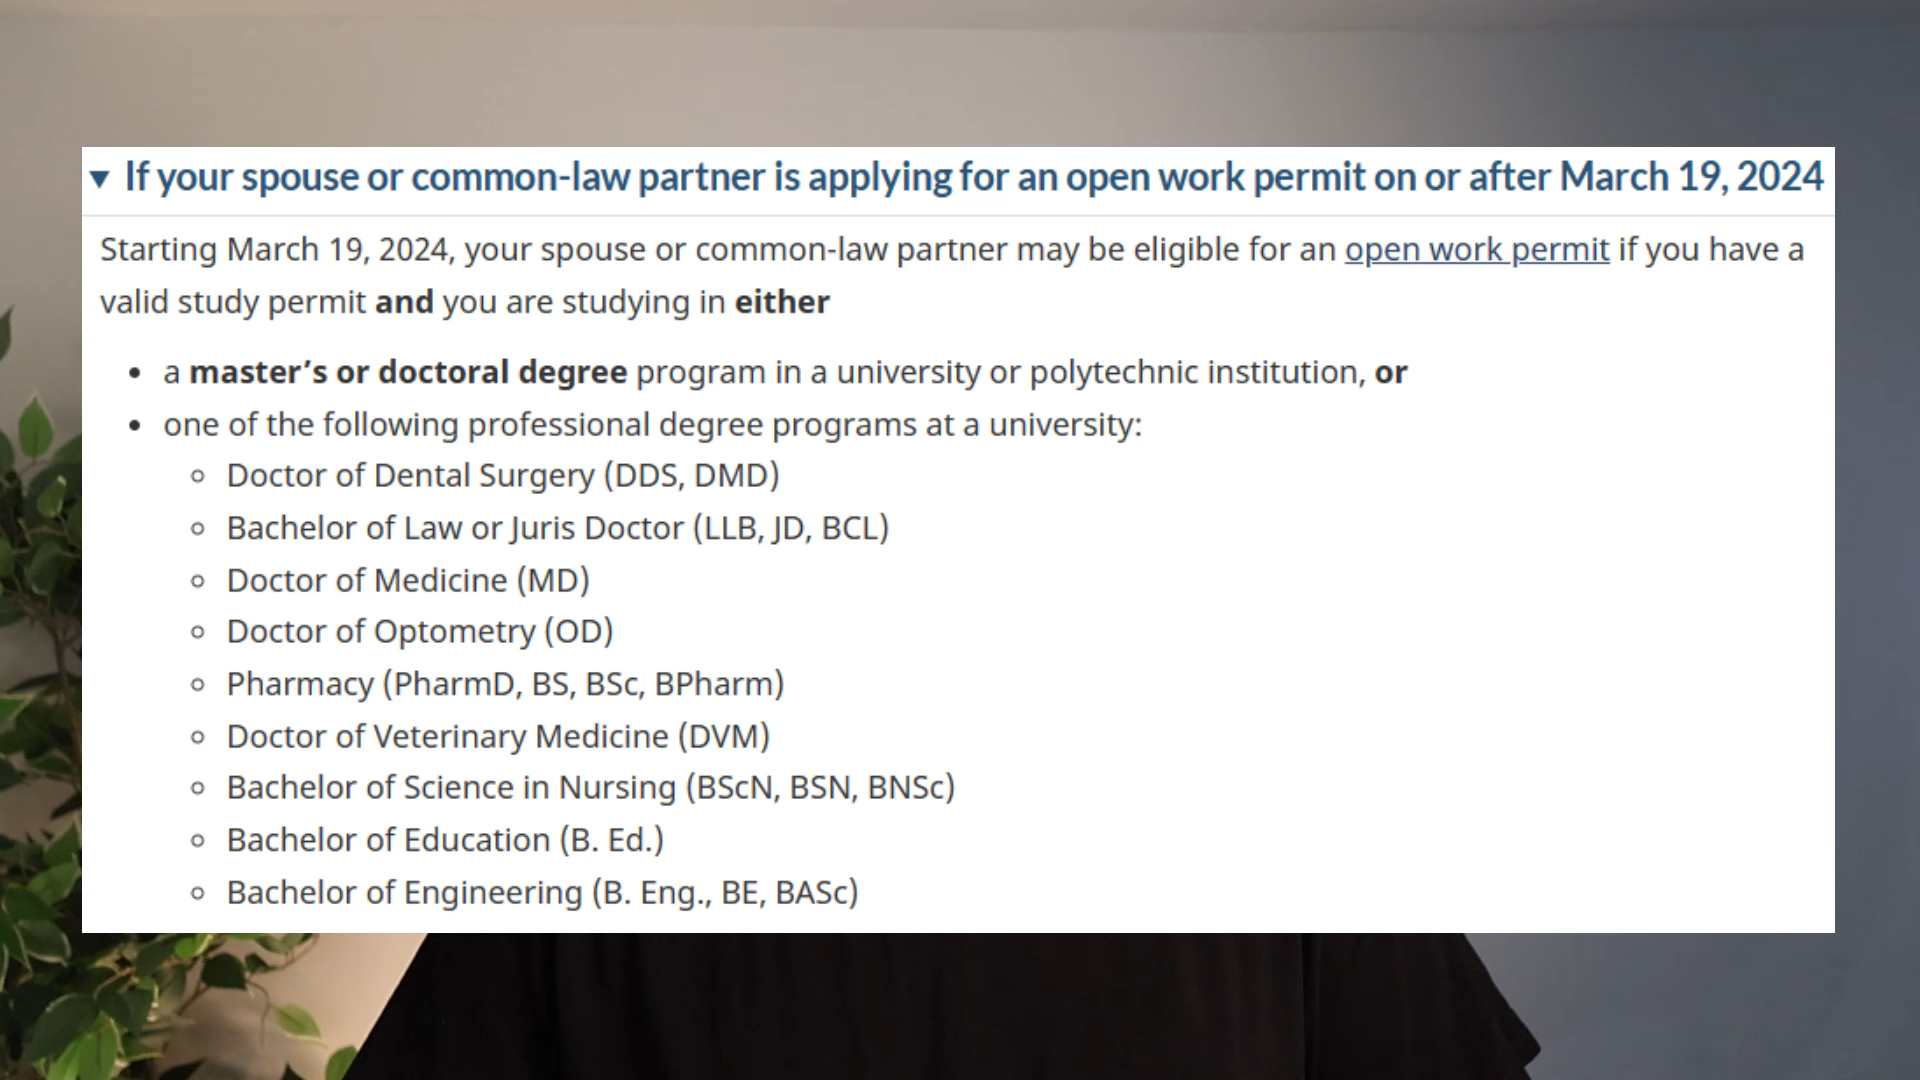 If your spouse or common-law partner is applying for an open work permit on or after March 19, 2024
Starting March 19, 2024, your spouse or common-law partner may be eligible for an open work permit if you have a
valid study permit and you are studying in either
a master’s or doctoral degree program in a university or polytechnic institution, or
one of the following professional degree programs at a university:
Doctor of Dental Surgery (DDS, DMD)
Bachelor of Law or Juris Doctor (LLB, JD, BCL)
Doctor of Medicine (MD)
Doctor of Optometry (OD)
Pharmacy (PharmD, BS, BSc, BPharm)
Doctor of Veterinary Medicine (DVM)
Bachelor of Science in Nursing (BScN, BSN, BNSc)
Bachelor of Education (B. Ed.)
Bachelor of Engineering (B. Eng., BE, BASc)